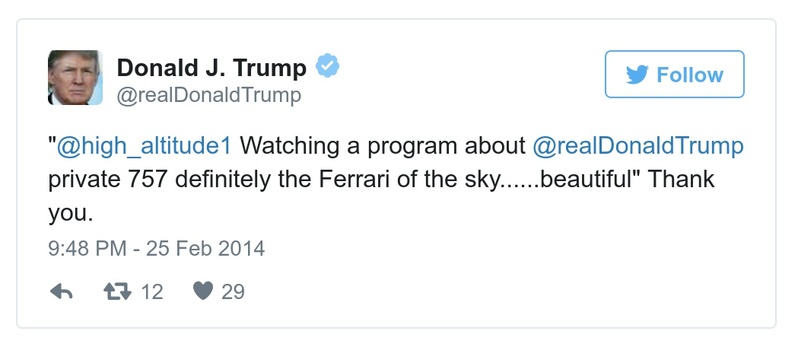 Donald J. Trump
@realDonaldTrump
Follow
"@high_altitude1 Watching a program about @realDonaldTrump
private 757 definitely the Ferrari of the sky......beautiful" Thank
you.
9:48 PM - 25 Feb 2014
12 29